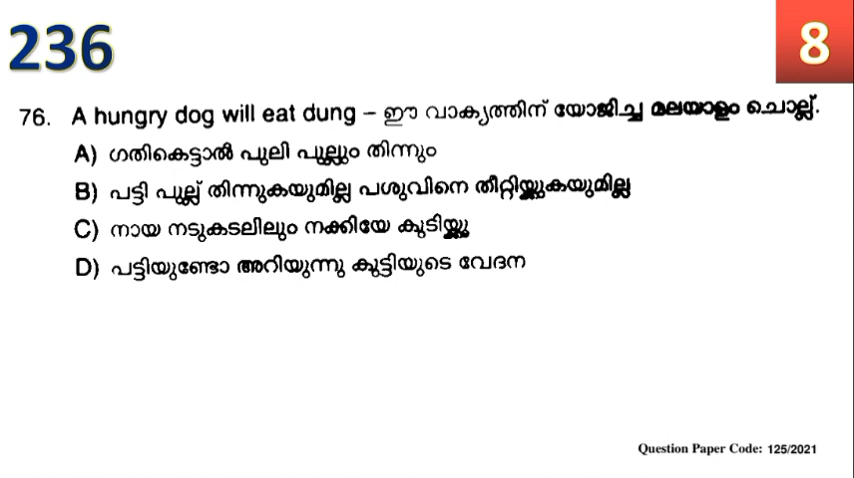 236
8
76. A hungry dog will eat dung – ഈ വാക്യത്തിന് യോജിച്ച മലയാളം ചൊല്ല്.
A) ഗതികെട്ടാൽ പുലി പുല്ലും തിന്നും
B) പട്ടി പുല്ല് തിന്നുകയുമില്ല പശുവിനെ തീറ്റിയ്ക്കുകയുമില്ല
C) നായ നടുകടലിലും നക്കിയേ കുടിയ്ക്കൂ
D) പട്ടിയുണ്ടോ അറിയുന്നു കുട്ടിയുടെ വേദന
Question Paper Code: 125/2021